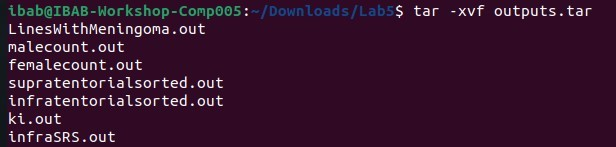 ibab@IBAB-Workshop-Comp005:~/Downloads/Lab5$ tar -xvf outputs.tar
LinesWithMeningoma.out
malecount.out
femalecount.out
supratentorialsorted.out
infratentorialsorted.out
ki.out
infraSRS.out